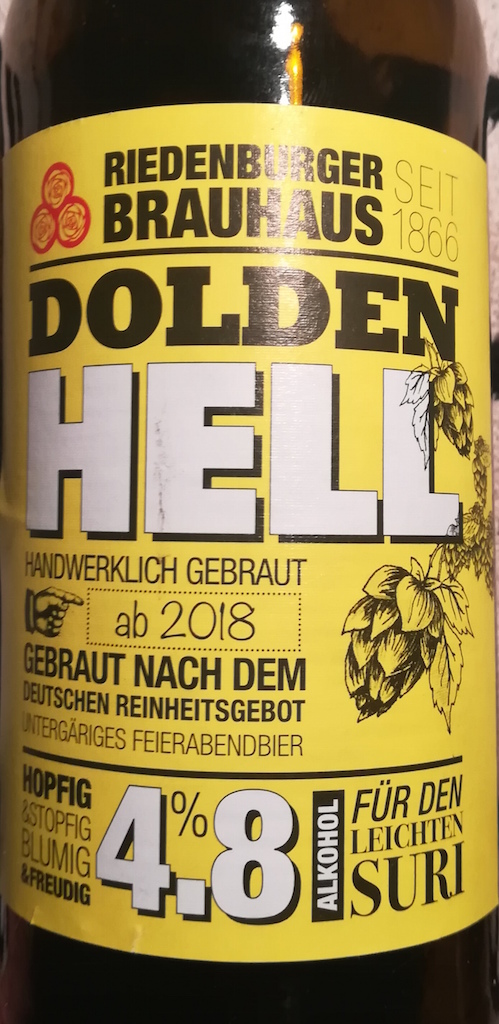 RIEDENBURGER
BRAUHAUS
SEIT
1866
DOLDEN
HELL
HANDWERKLICH GEBRAUT
ab 2018
GEBRAUT NACH DEM
DEUTSCHEN REINHEITSGEBOT
UNTERGÄRIGES FEIERABENDBIER
HOPFIG
&STOPFIG
BLUMIG
&FREUDIG
4.8%
ALKOHOL
FÜR DEN
LEICHTEN
SURI